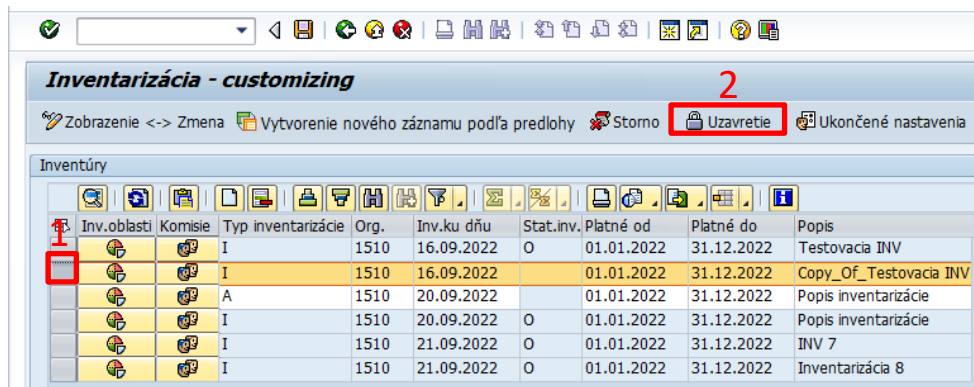 Inventarizácia - customizing
2
Zobrazenie <-> Zmena Vytvorenie nového záznamu podľa predlohy Storno Uzavretie Ukončené nastavenia
Inventúry
1
Inv.oblasti Komisie Typ inventarizácie Org. Inv.ku dňu Stat.inv. Platné od Platné do Popis
I 1510 16.09.2022 O 01.01.2022 31.12.2022 Testovacia INV
I 1510 16.09.2022 01.01.2022 31.12.2022 Copy_Of_Testovacia INV
A 1510 20.09.2022 01.01.2022 31.12.2022 Popis inventarizácie
I 1510 20.09.2022 O 01.01.2022 31.12.2022 Popis inventarizácie
I 1510 21.09.2022 O 01.01.2022 31.12.2022 INV 7
I 1510 21.09.2022 O 01.01.2022 31.12.2022 Inventarizácia 8